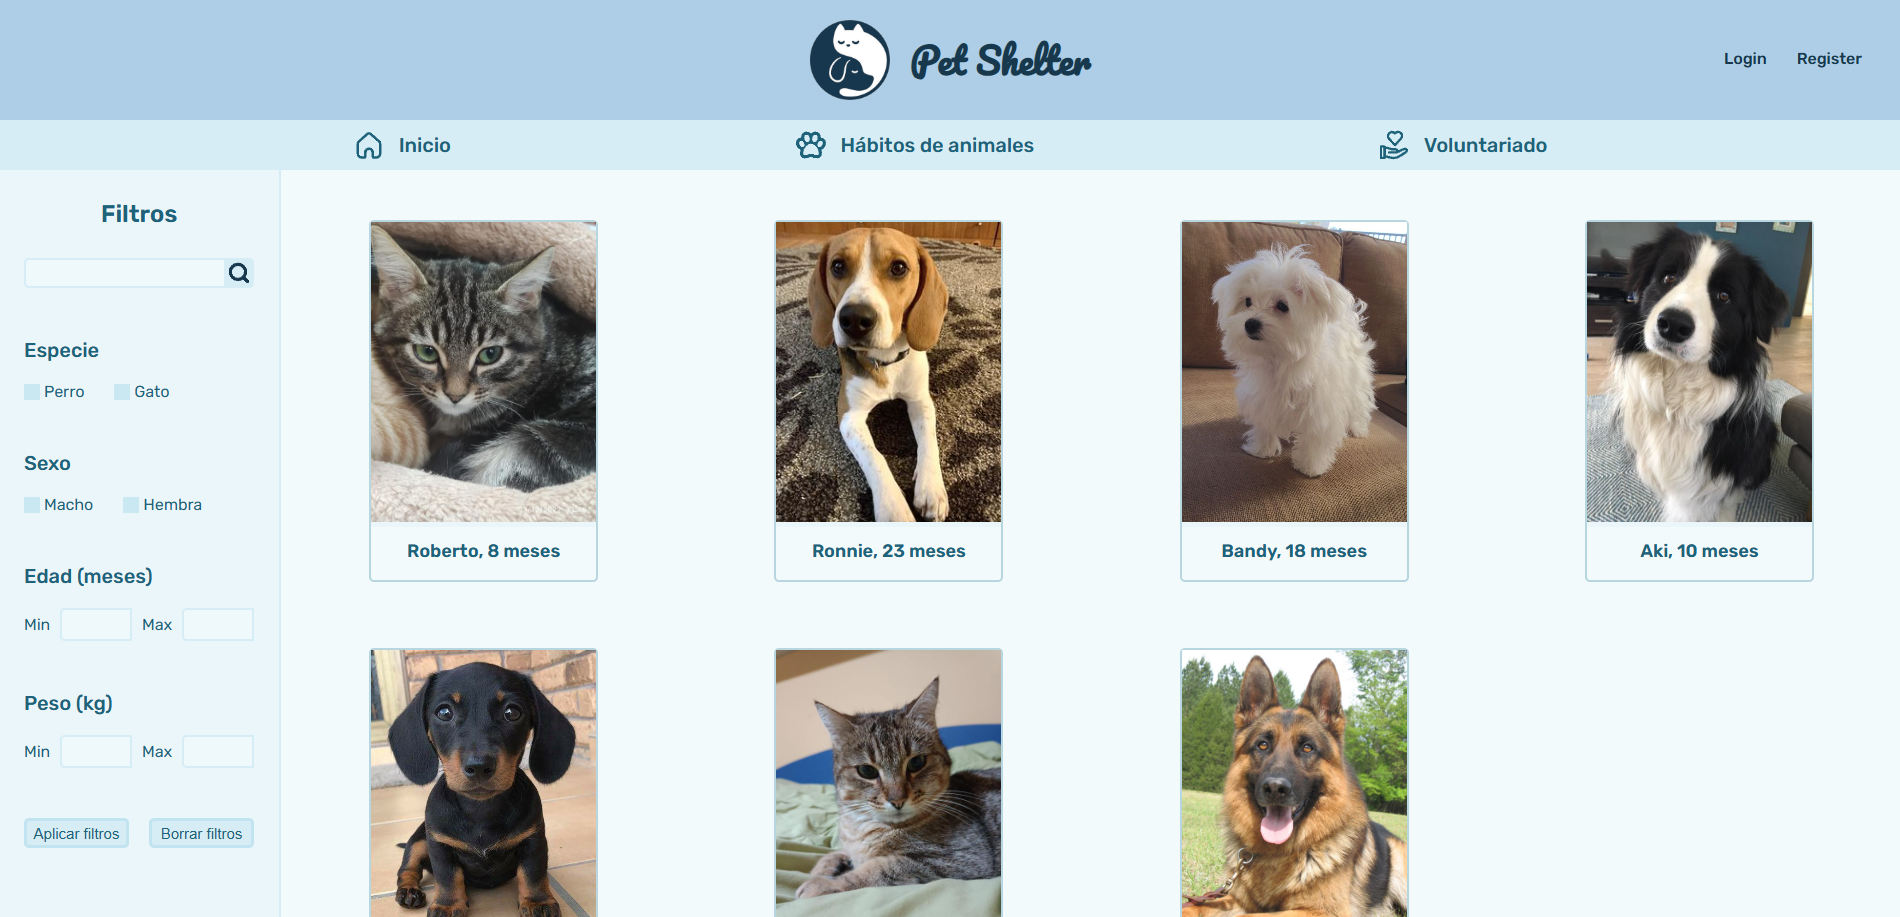 Pet Shelter
Login
Register
Inicio
Hábitos de animales
Voluntariado
Filtros
Especie
Perro
Gato
Sexo
Macho
Hembra
Edad (meses)
Min
Max
Peso (kg)
Min
Max
Aplicar filtros
Borrar filtros
Roberto, 8 meses
Ronnie, 23 meses
Bandy, 18 meses
Aki, 10 meses